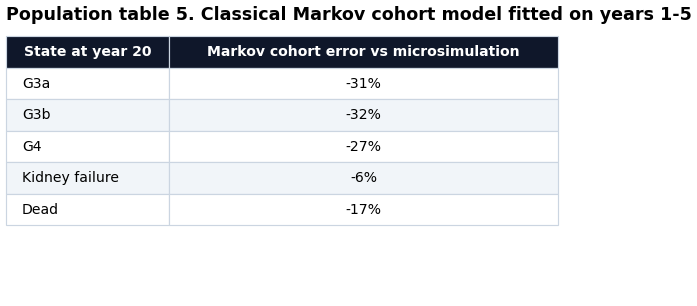 Population table 5. Classical Markov cohort model fitted on years 1-5
State at year 20 Markov cohort error vs microsimulation
G3a -31%
G3b -32%
G4 -27%
Kidney failure -6%
Dead -17%